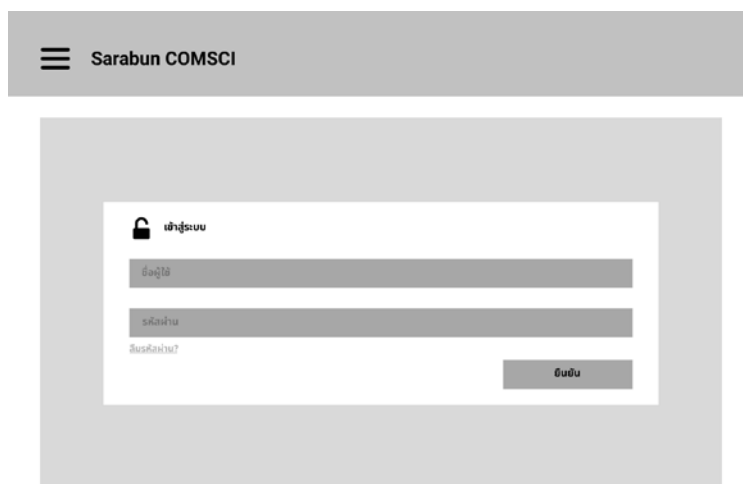 Sarabun COMSCI
เข้าสู่ระบบ
ชื่อผู้ใช้
รหัสผ่าน
ลืมรหัสผ่าน?
ยืนยัน